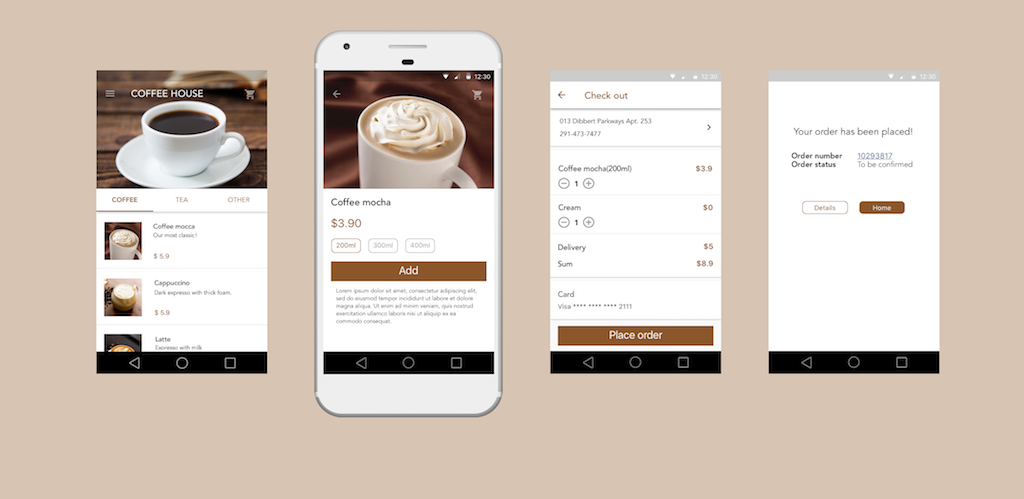 COFFEE HOUSE
COFFEE TEA OTHER
Coffee mocca
Our most classic!
$ 5.9
Cappuccino
Dark expresso with thick foam.
$ 5.9
Latte
Expresso with milk
12:30
Coffee mocha
$3.90
200ml 300ml 400ml
Add
Lorem ipsum dolor sit amet, consectetur adipiscing elit,
sed do eiusmod tempor incididunt ut labore et dolore
magna aliqua. Ut enim ad minim veniam, quis nostrud
exercitation ullamco laboris nisi ut aliquip ex ea
commodo consequat.
12:30
Check out
013 Dibbert Parkways Apt. 253
291-473-7477
Coffee mocha(200ml) $3.9
1
Cream $0
1
Delivery $5
Sum $8.9
Card
Visa **** **** **** 2111
Place order
12:30
Your order has been placed!
Order number 10293817
Order status To be confirmed
Details Home